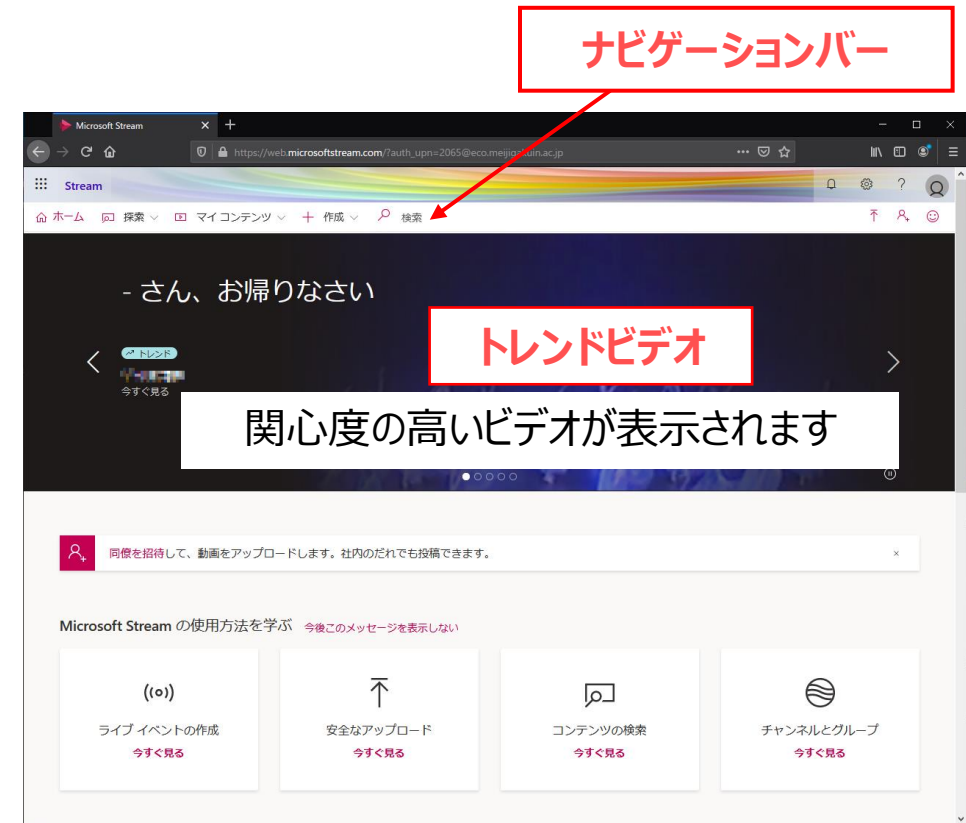 ナビゲーションバー
Microsoft Stream
https://web.microsoftstream.com/?auth_upn=2065@eco.meijigakuin.ac.jp
Stream
ホーム 探索 マイ コンテンツ 作成 検索
- さん、お帰りなさい
トレンドビデオ
トレンド
今すぐ見る
関心度の高いビデオが表示されます
同僚を招待して、動画をアップロードします。社内のだれでも投稿できます。
Microsoft Stream の使用方法を学ぶ 今後このメッセージを表示しない
ライブ イベントの作成
今すぐ見る
安全なアップロード
今すぐ見る
コンテンツの検索
今すぐ見る
チャンネルとグループ
今すぐ見る